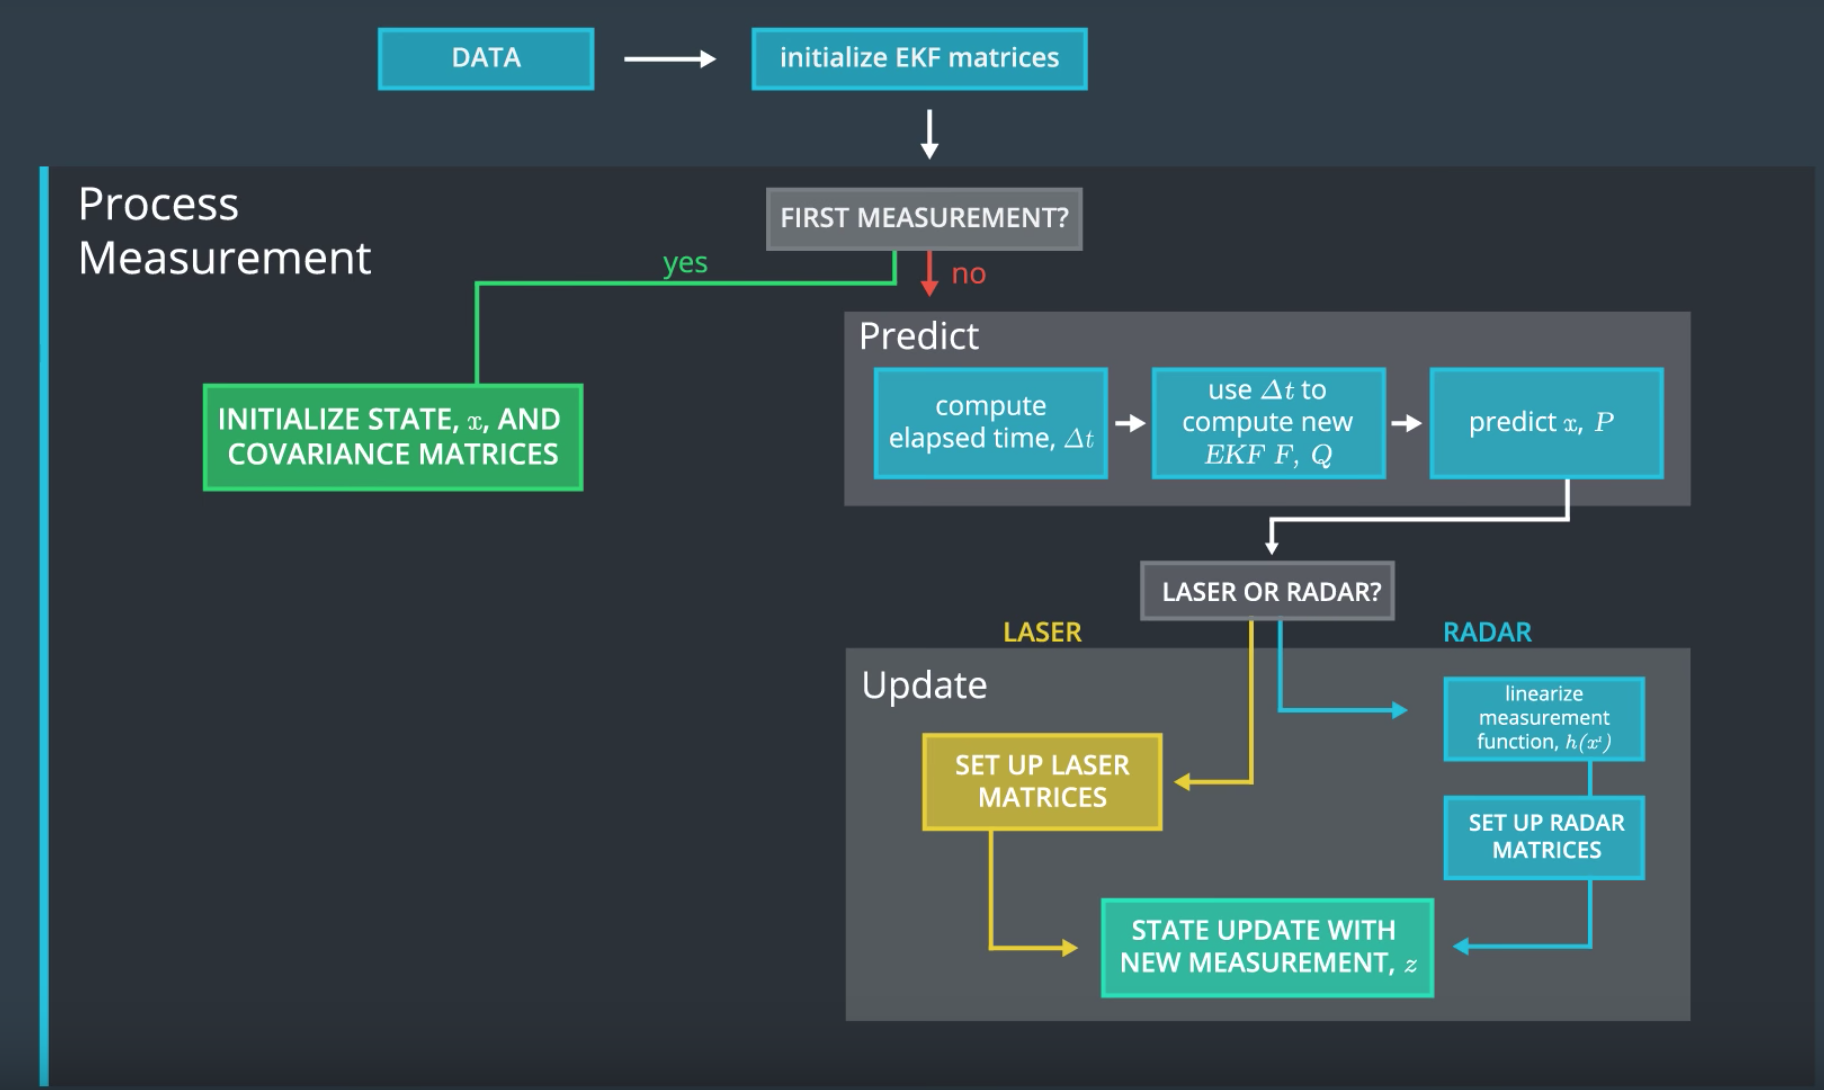 DATA
initialize EKF matrices
Process
Measurement
FIRST MEASUREMENT?
yes
no
INITIALIZE STATE, x, AND
COVARIANCE MATRICES
Predict
compute
elapsed time, Δt
use Δt to
compute new
EKF F, Q
predict x, P
LASER OR RADAR?
LASER
RADAR
Update
SET UP LASER
MATRICES
linearize
measurement
function, h(x')
SET UP RADAR
MATRICES
STATE UPDATE WITH
NEW MEASUREMENT, z